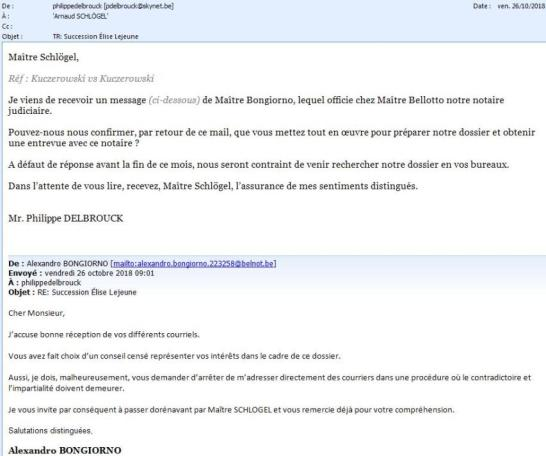 De : philippedelbrouck [pdelbrouck@skynet.be] Date : ven. 26/10/2018
À : 'Arnaud SCHLÖGEL'
Cc :
Objet : TR: Succession Élise Lejeune
Maître Schlögel,
Réf : Kuczerowski vs Kuczerowski
Je viens de recevoir un message (ci-dessous) de Maître Bongiorno, lequel officie chez Maître Bellotto notre notaire
judiciaire.
Pouvez-nous nous confirmer, par retour de ce mail, que vous mettez tout en œuvre pour préparer notre dossier et obtenir
une entrevue avec ce notaire ?
A défaut de réponse avant la fin de ce mois, nous seront contraint de venir rechercher notre dossier en vos bureaux.
Dans l'attente de vous lire, recevez, Maître Schlögel, l'assurance de mes sentiments distingués.
Mr. Philippe DELBROUCK
De : Alexandro BONGIORNO [mailto:alexandro.bongiorno.223258@belnot.be]
Envoyé : vendredi 26 octobre 2018 09:01
À : philippedelbrouck
Objet : RE: Succession Élise Lejeune
Cher Monsieur,
J'accuse bonne réception de vos différents courriels.
Vous avez fait choix d'un conseil censé représenter vos intérêts dans le cadre de ce dossier.
Aussi, je dois, malheureusement, vous demander d'arrêter de m'adresser directement des courriers dans une procédure où le contradictoire et
l'impartialité doivent demeurer.
Je vous invite par conséquent à passer dorénavant par Maître SCHLOGEL et vous remercie déjà pour votre compréhension.
Salutations distinguées,
Alexandro BONGIORNO